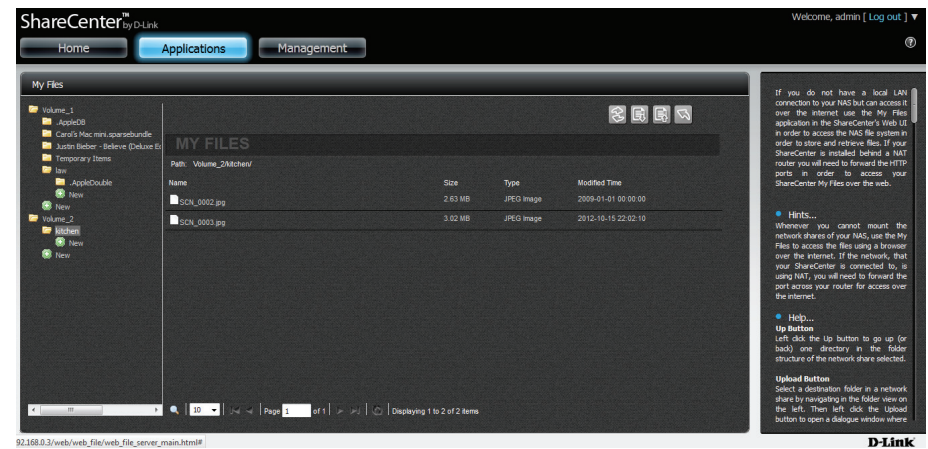 ShareCenter™ by D-Link
Welcome, admin [ Log out ] ▼
Home
Applications
Management
?
My Files
Volume_1
.AppleDB
Carol's Mac mini.sparsebundle
Justin Bieber - Believe (Deluxe Ec
Temporary Items
law
.AppleDouble
New
New
Volume_2
kitchen
New
New
MY FILES
Path: Volume_2/kitchen/
Name Size Type Modified Time
SCN_0002.jpg 2.63 MB JPEG Image 2009-01-01 00:00:00
SCN_0003.jpg 3.02 MB JPEG Image 2012-10-15 22:02:10
10 Page 1 of 1 Displaying 1 to 2 of 2 items
If you do not have a local LAN
connection to your NAS but can access it
over the internet use the My Files
application in the ShareCenter's Web UI
in order to access the NAS file system in
order to store and retrieve files. If your
ShareCenter is installed behind a NAT
router you will need to forward the HTTP
ports in order to access your
ShareCenter My Files over the web.
Hints...
Whenever you cannot mount the
network shares of your NAS, use the My
Files to access the files using a browser
over the internet. If the network, that
your ShareCenter is connected to, is
using NAT, you will need to forward the
port across your router for access over
the internet.
Help...
Up Button
Left click the Up button to go up (or
back) one directory in the folder
structure of the network share selected.
Upload Button
Select a destination folder in a network
share by navigating in the folder view on
the left. Then left click the Upload
button to open a dialogue window where
92.168.0.3/web/web_file/web_file_server_main.html#
D-Link